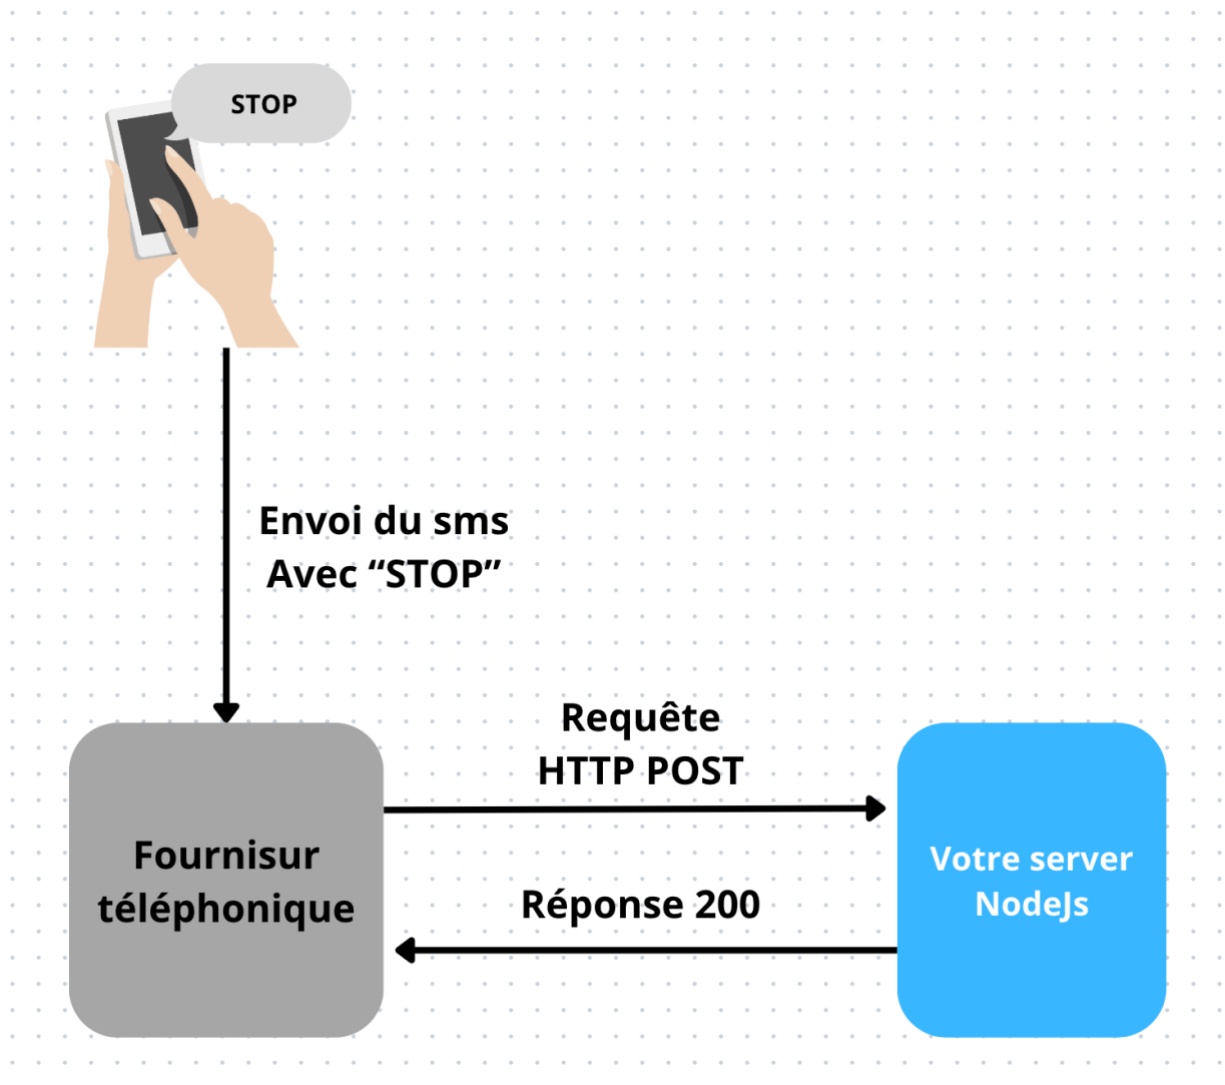 STOP
Envoi du sms
Avec “STOP”
Requête
HTTP POST
Fournisur
téléphonique
Réponse 200
Votre server
NodeJs